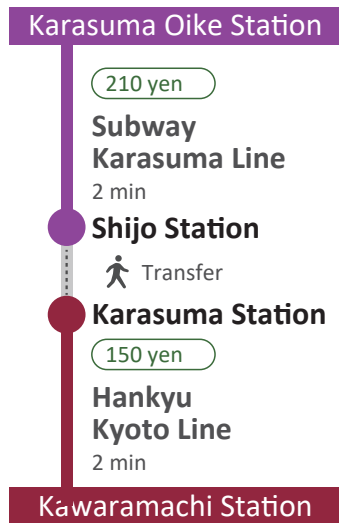 Karasuma Oike Station
210 yen
Subway
Karasuma Line
2 min
Shijo Station
Transfer
Karasuma Station
150 yen
Hankyu
Kyoto Line
2 min
Kawaramachi Station